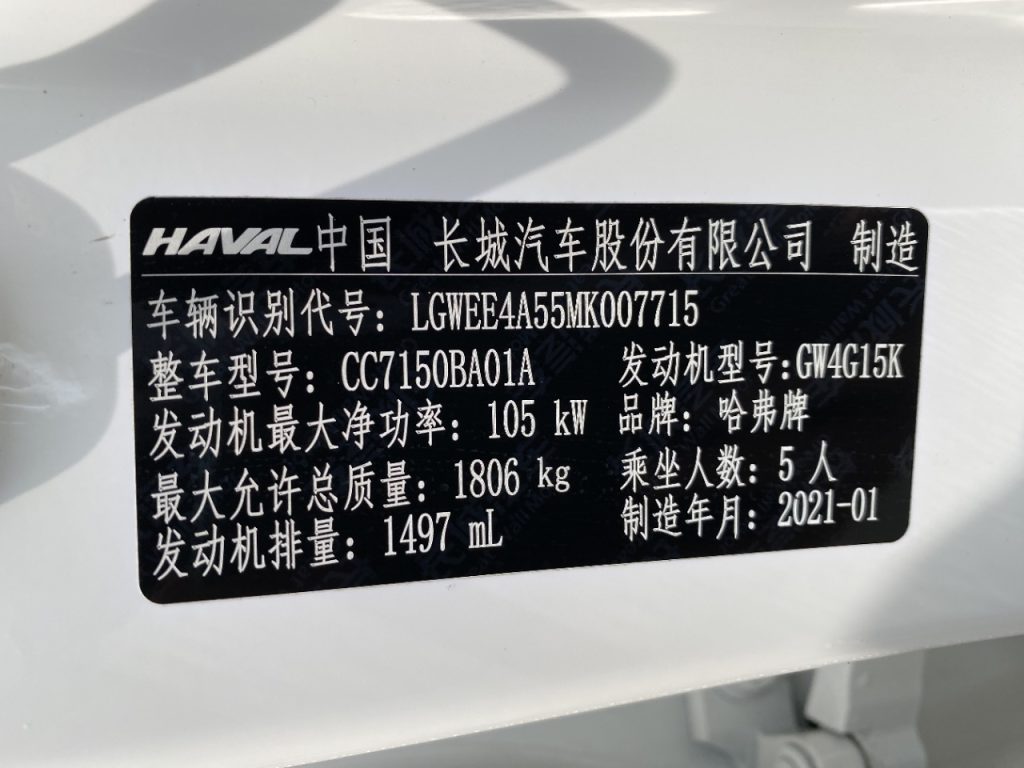 HAVAL中国 长城汽车股份有限公司 制造
车辆识别代号：LGWEE4A55MK007715
整车型号：CC7150BA01A 发动机型号:GW4G15K
发动机最大净功率：105 kW 品牌：哈弗牌
最大允许总质量：1806 kg 乘坐人数：5 人
发动机排量：1497 mL 制造年月：2021-01